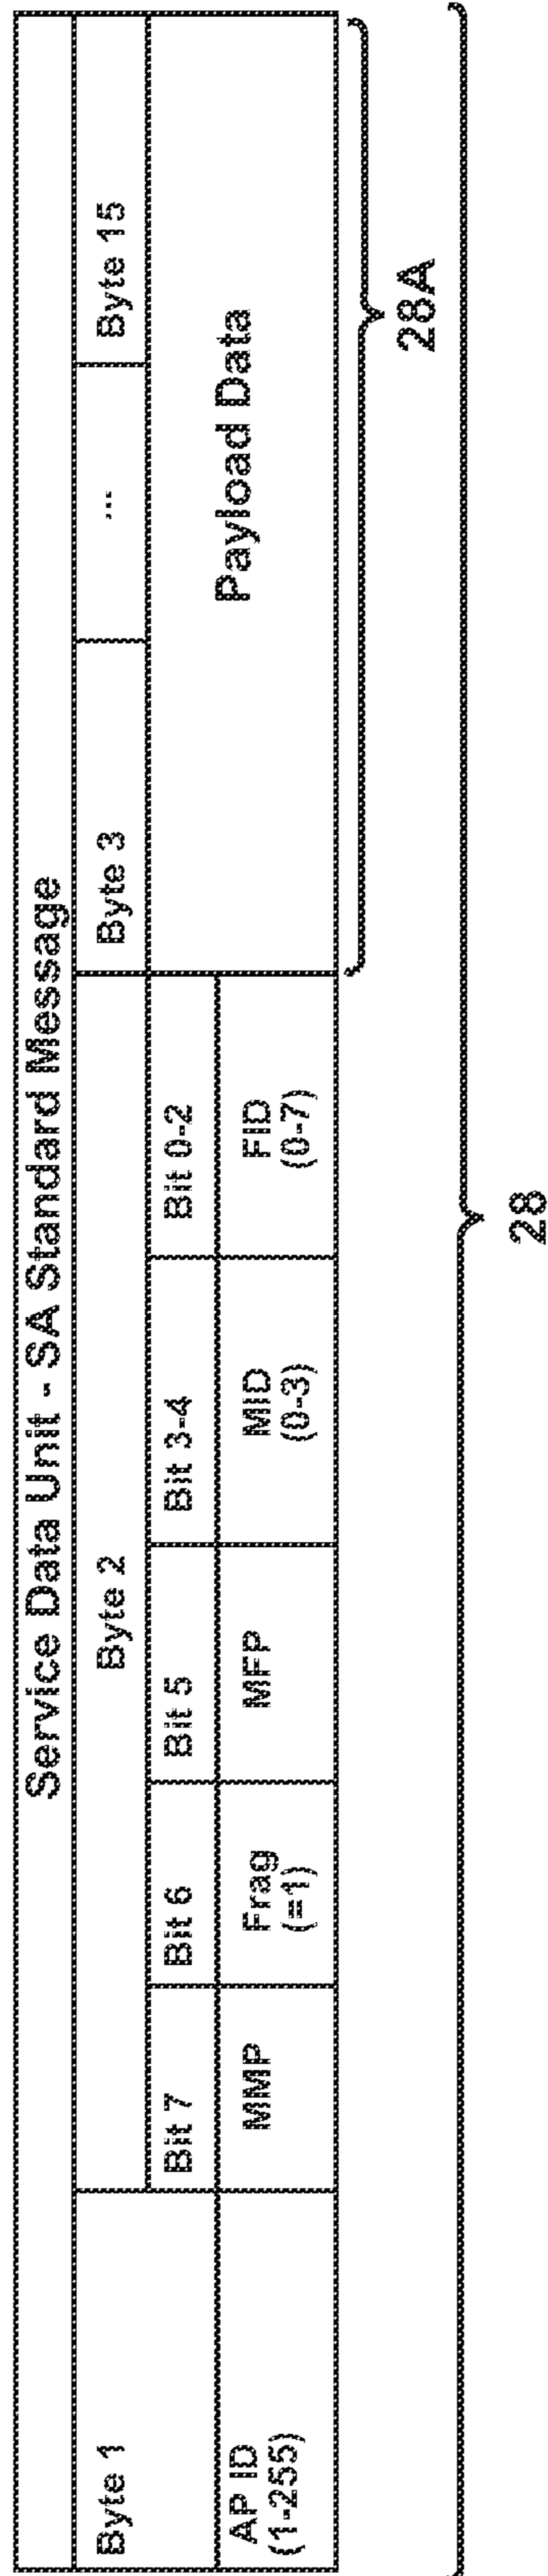 Service Data Unit - SA Standard Message
Byte 1
Byte 2
Byte 3
...
Byte 15
Bit 7
Bit 6
Bit 5
Bit 3-4
Bit 0-2
AP ID
(1-255)
MMP
Frag
(=1)
MFP
MID
(0-3)
FID
(0-7)
Payload Data
28A
28